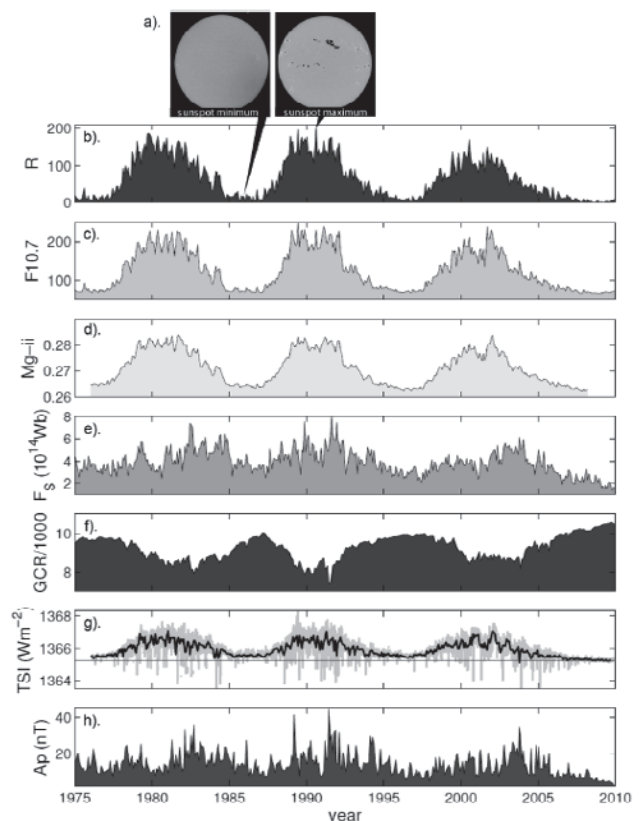 a).
sunspot minimum sunspot maximum
b).
R
200
100
0
c).
F10.7
200
100
d).
Mg-ii
0.28
0.27
0.26
e).
Fs (10^14Wb)
8
6
4
2
f).
GCR/1000
10
8
g).
TSI (Wm^-2)
1368
1366
1364
h).
Ap (nT)
40
20
1975 1980 1985 1990 1995 2000 2005 2010
year